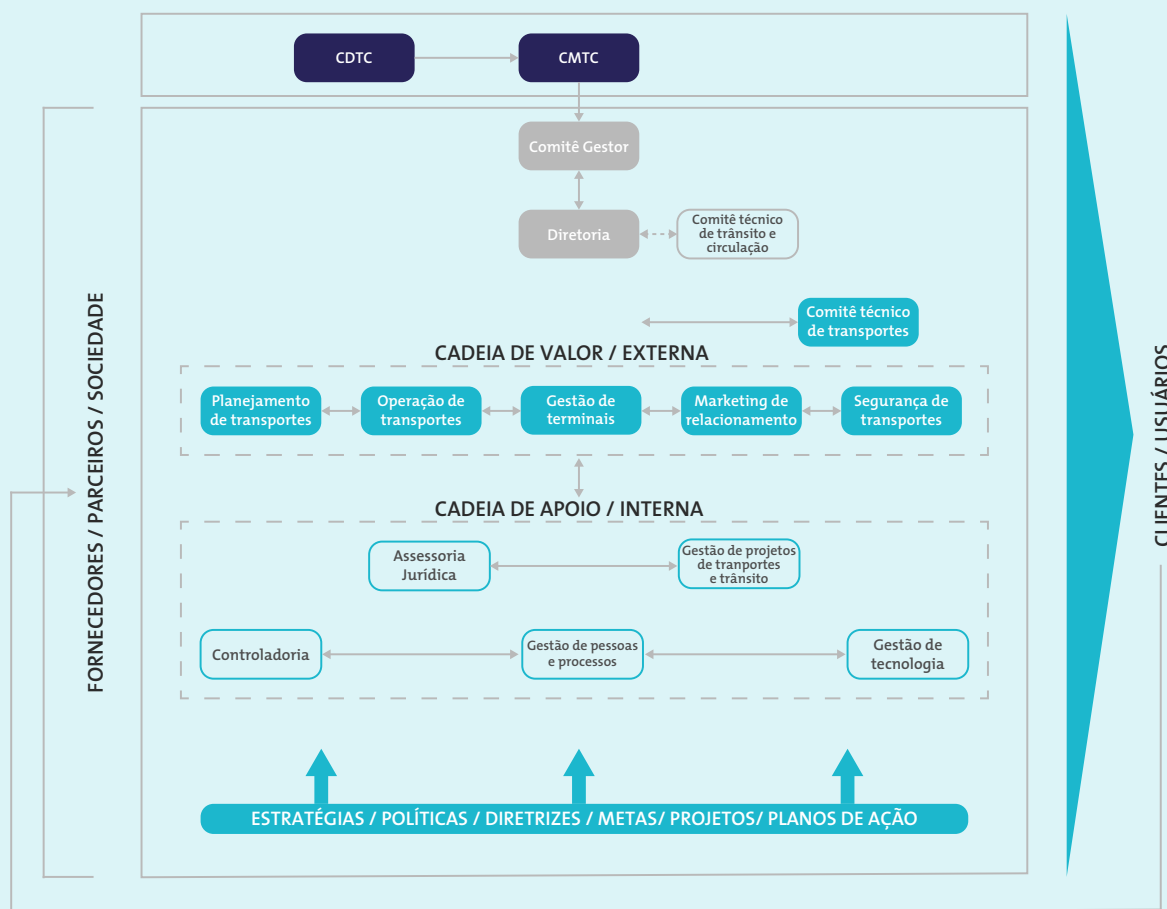 CDTC
CMTC
Comitê Gestor
Diretoria
Comitê técnico
de trânsito e
circulação
Comitê técnico
de transportes
CADEIA DE VALOR / EXTERNA
Planejamento
de transportes
Operação de
transportes
Gestão de
terminais
Marketing de
relacionamento
Segurança de
transportes
CADEIA DE APOIO / INTERNA
Assessoria
Jurídica
Gestão de projetos
de tranportes
e trânsito
Controladoria
Gestão de pessoas
e processos
Gestão de
tecnologia
ESTRATÉGIAS / POLÍTICAS / DIRETRIZES / METAS/ PROJETOS/ PLANOS DE AÇÃO
FORNECEDORES / PARCEIROS / SOCIEDADE
CLIENTES / USUÁRIOS